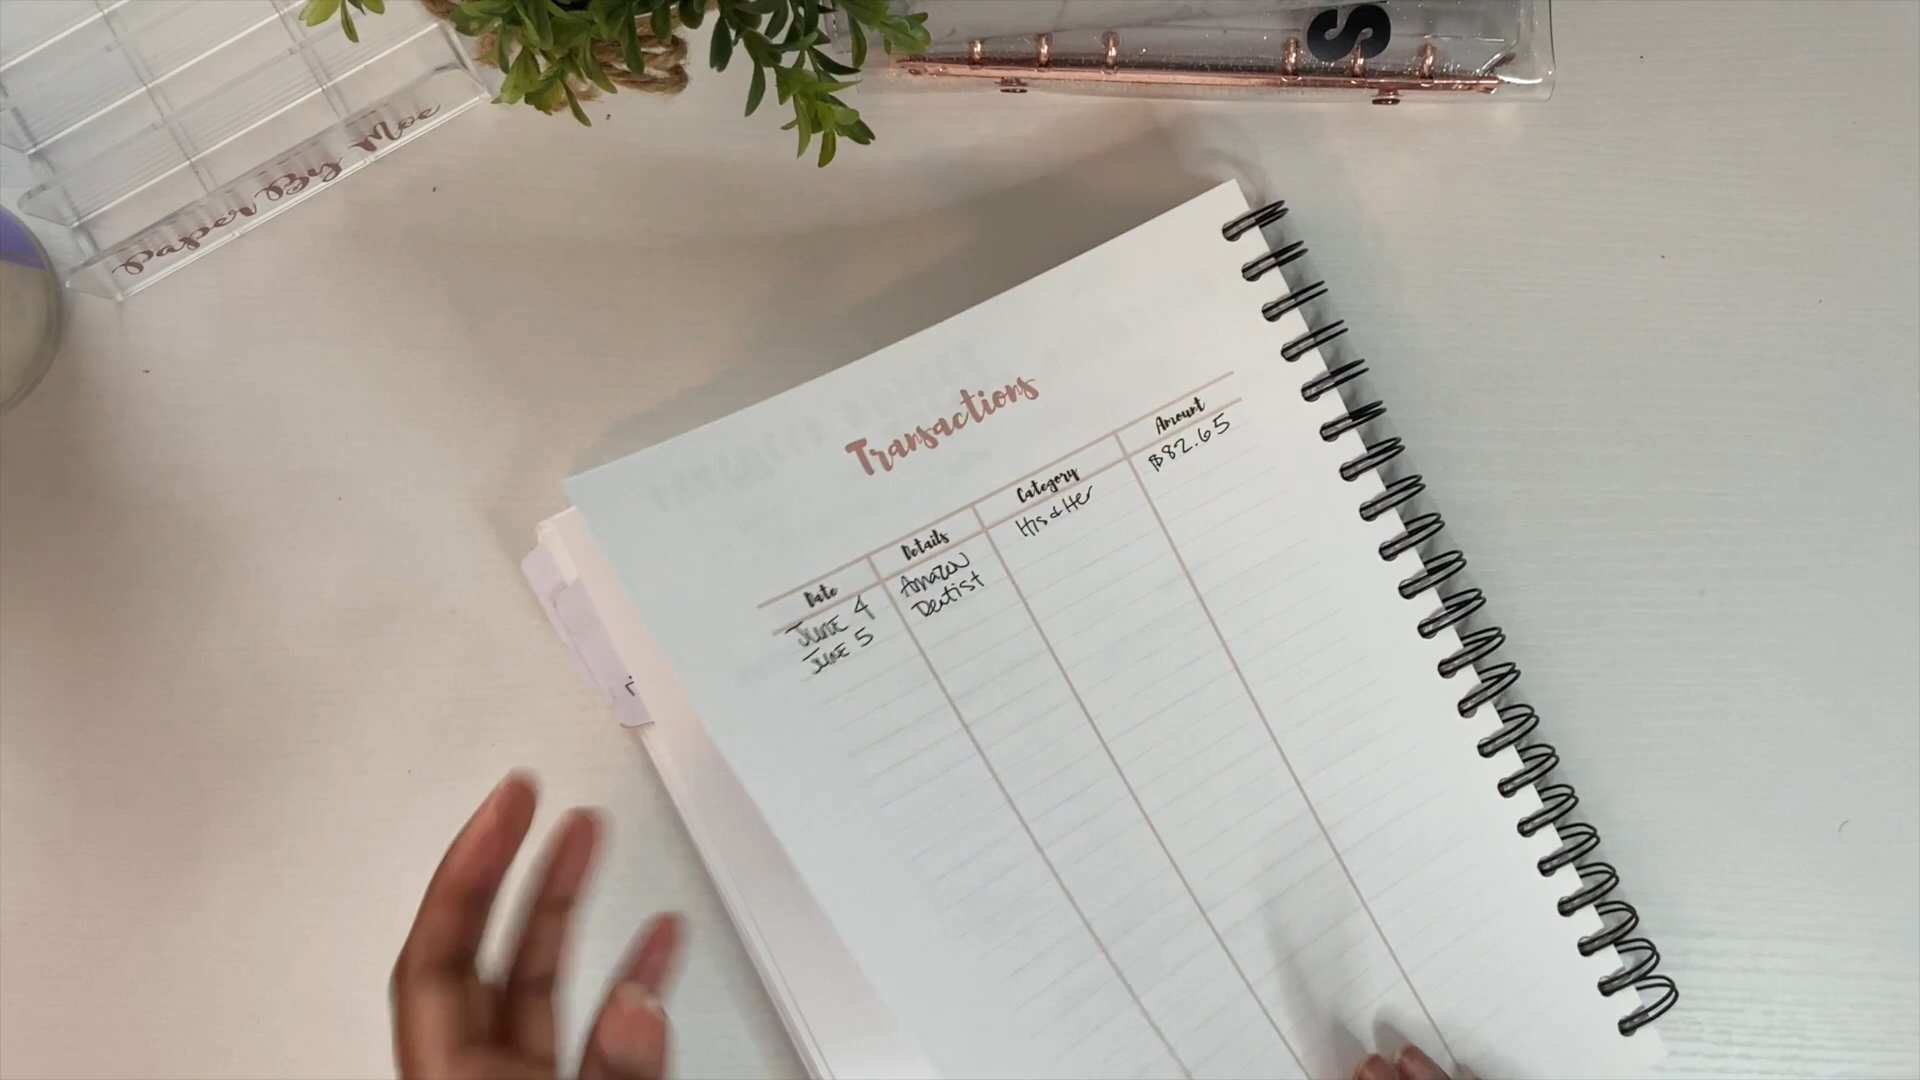 S
Paper By Moe
Transactions
Date Details Category Amount
June 4 Amazon His & Her $82.65
June 5 Dentist